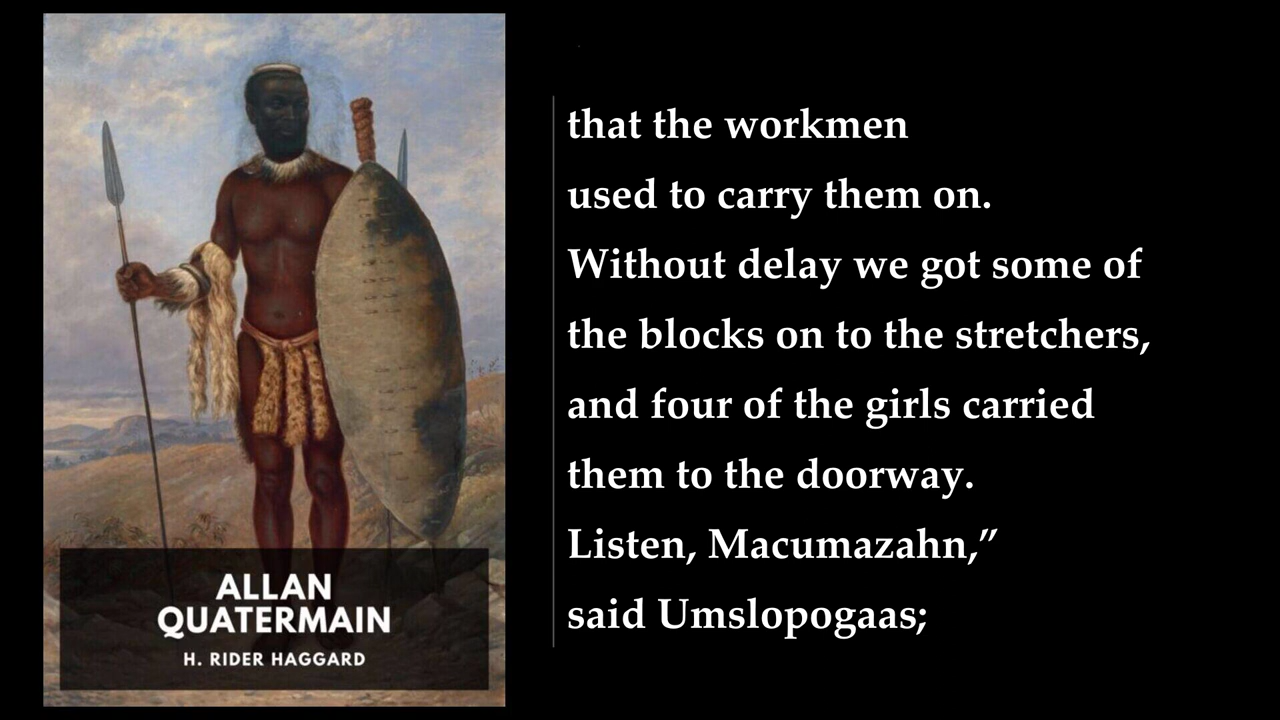 ALLAN
QUATERMAIN
H. RIDER HAGGARD
that the workmen
used to carry them on.
Without delay we got some of
the blocks on to the stretchers,
and four of the girls carried
them to the doorway.
Listen, Macumazahn,”
said Umslopogaas;